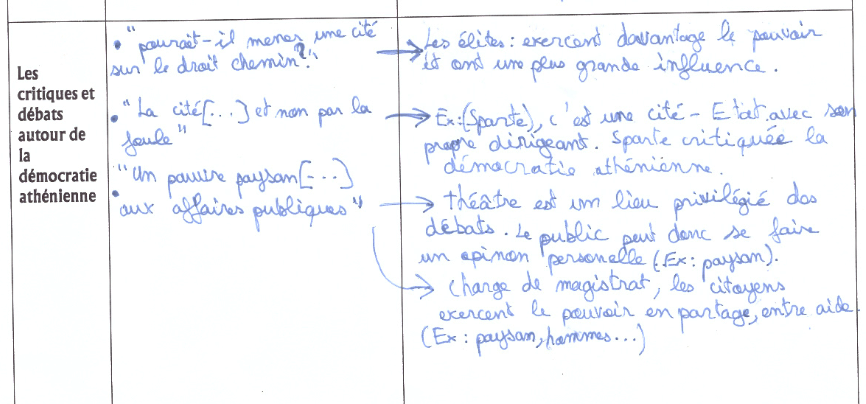 Les
critiques et
débats
autour de
la
démocratie
athénienne
• "pourait-il mener une cité
sur le droit chemin?"
• "La cité[...] et non par la
foule"
"Un pauvre paysan[...]
• aux affaires publiques"
→ Les élites : exercent davantage le pouvoir
et ont une plus grande influence.
→ Ex:(Sparte), c'est une cité-Etat avec son
propre dirigeant. Sparte critiquée la
démocratie athéniènne.
→ théâtre est un lieu privilégié des
débats. Le public peut donc se faire
un opinon personelle (Ex: paysan).
→ charge de magistrat, les citoyens
exercent le pouvoir en partage, entre aide
(Ex : paysan, hommes...)